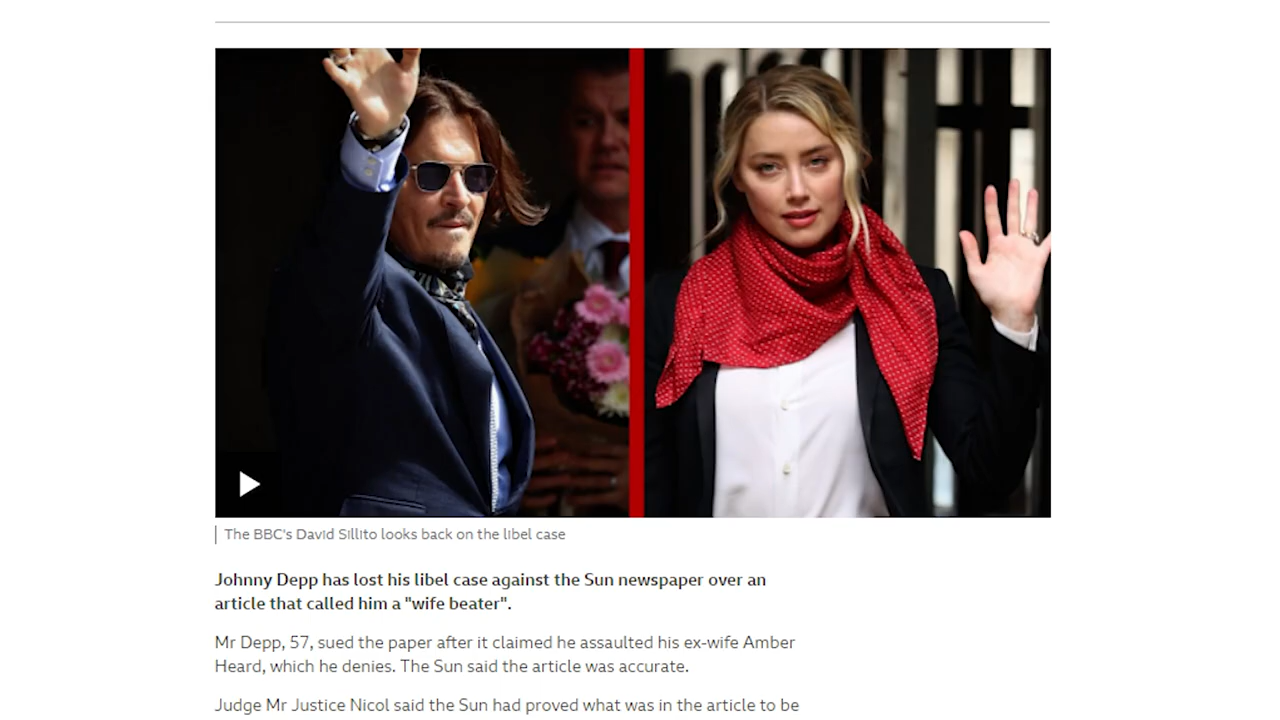 The BBC's David Sillito looks back on the libel case
Johnny Depp has lost his libel case against the Sun newspaper over an
article that called him a "wife beater".
Mr Depp, 57, sued the paper after it claimed he assaulted his ex-wife Amber
Heard, which he denies. The Sun said the article was accurate.
Judge Mr Justice Nicol said the Sun had proved what was in the article to be